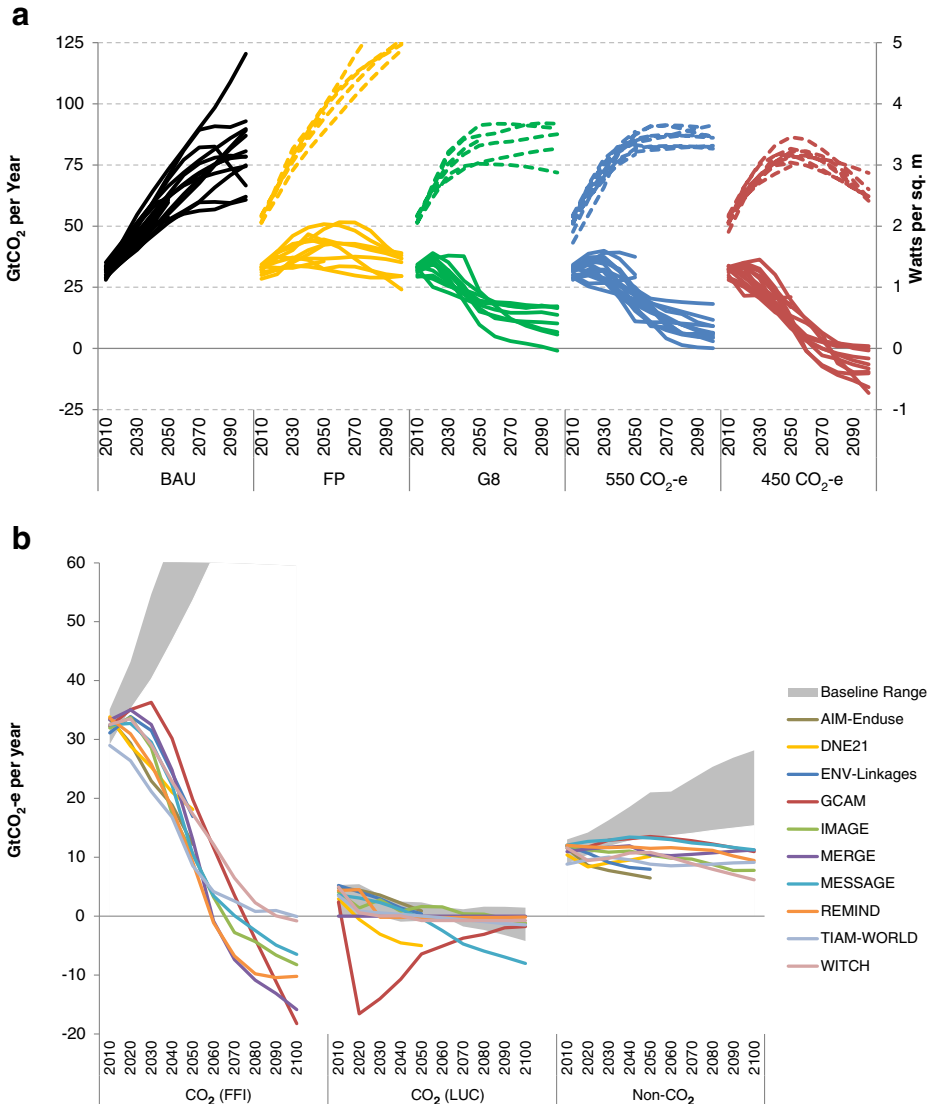 a
125
100
75
50
25
0
-25
GtCO2 per Year
5
4
3
2
1
0
-1
Watts per sq. m
2010 2030 2050 2070 2090 2010 2030 2050 2070 2090 2010 2030 2050 2070 2090 2010 2030 2050 2070 2090 2010 2030 2050 2070 2090
BAU FP G8 550 CO2-e 450 CO2-e
b
60
50
40
30
20
10
0
-10
-20
GtCO2-e per year
Baseline Range
AIM-Enduse
DNE21
ENV-Linkages
GCAM
IMAGE
MERGE
MESSAGE
REMIND
TIAM-WORLD
WITCH
2010 2020 2030 2040 2050 2060 2070 2080 2090 2100 2010 2020 2030 2040 2050 2060 2070 2080 2090 2100 2010 2020 2030 2040 2050 2060 2070 2080 2090 2100
CO2 (FFI) CO2 (LUC) Non-CO2